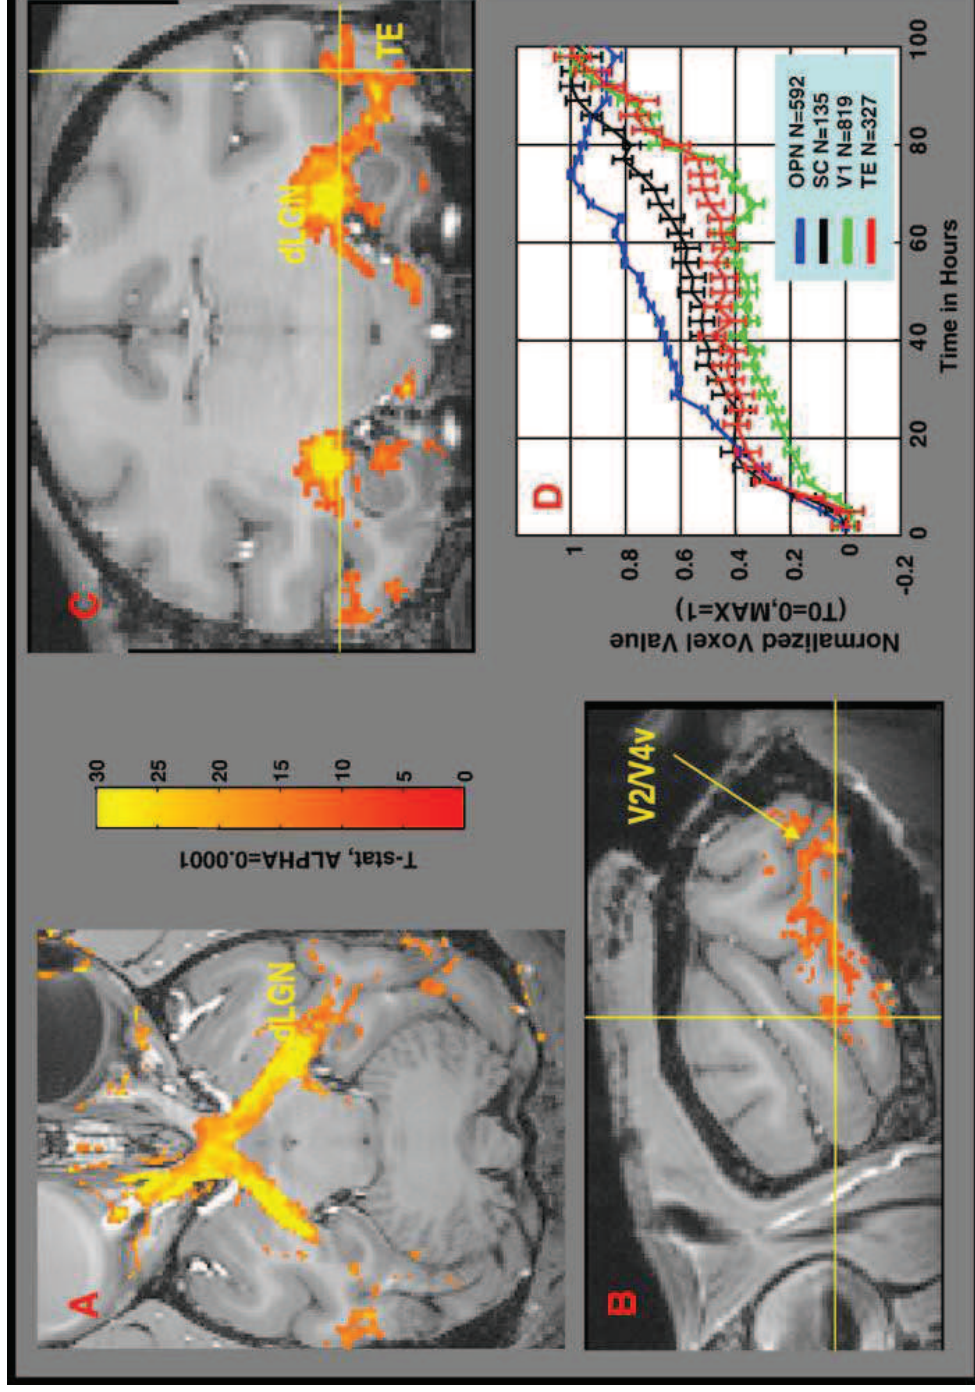 A
dLGN
30
25
20
15
10
5
0
T-stat, ALPHA=0.0001
C
dLGN
TE
B
V2/V4v
D
1
0.8
0.6
0.4
0.2
0
-0.2
Normalized Voxel Value
(T0=0,MAX=1)
0
20
40
60
80
100
Time in Hours
OPN N=592
SC N=135
V1 N=819
TE N=327